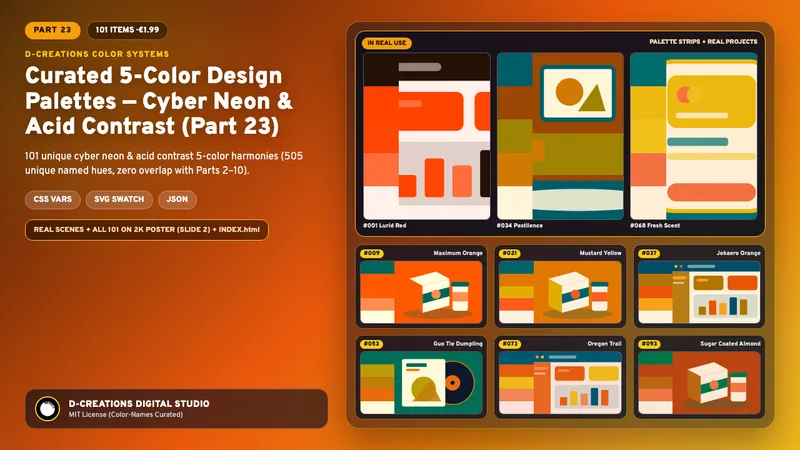 PART 23
101 ITEMS ·€1.99
D-CREATIONS COLOR SYSTEMS
Curated 5-Color Design
Palettes — Cyber Neon &
Acid Contrast (Part 23)
101 unique cyber neon & acid contrast 5-color harmonies (505
unique named hues, zero overlap with Parts 2–10).
CSS VARS
SVG SWATCH
JSON
REAL SCENES + ALL 101 ON 2K POSTER (SLIDE 2) + INDEX.html
D-CREATIONS DIGITAL STUDIO
MIT License (Color-Names Curated)
IN REAL USE
PALETTE STRIPS + REAL PROJECTS
#001 Lurid Red
#034 Pestilence
#068 Fresh Scent
#009
Maximum Orange
#021
Mustard Yellow
#037
Jokaero Orange
#053
Guo Tie Dumpling
#073
Oregon Trail
#093
Sugar Coated Almond